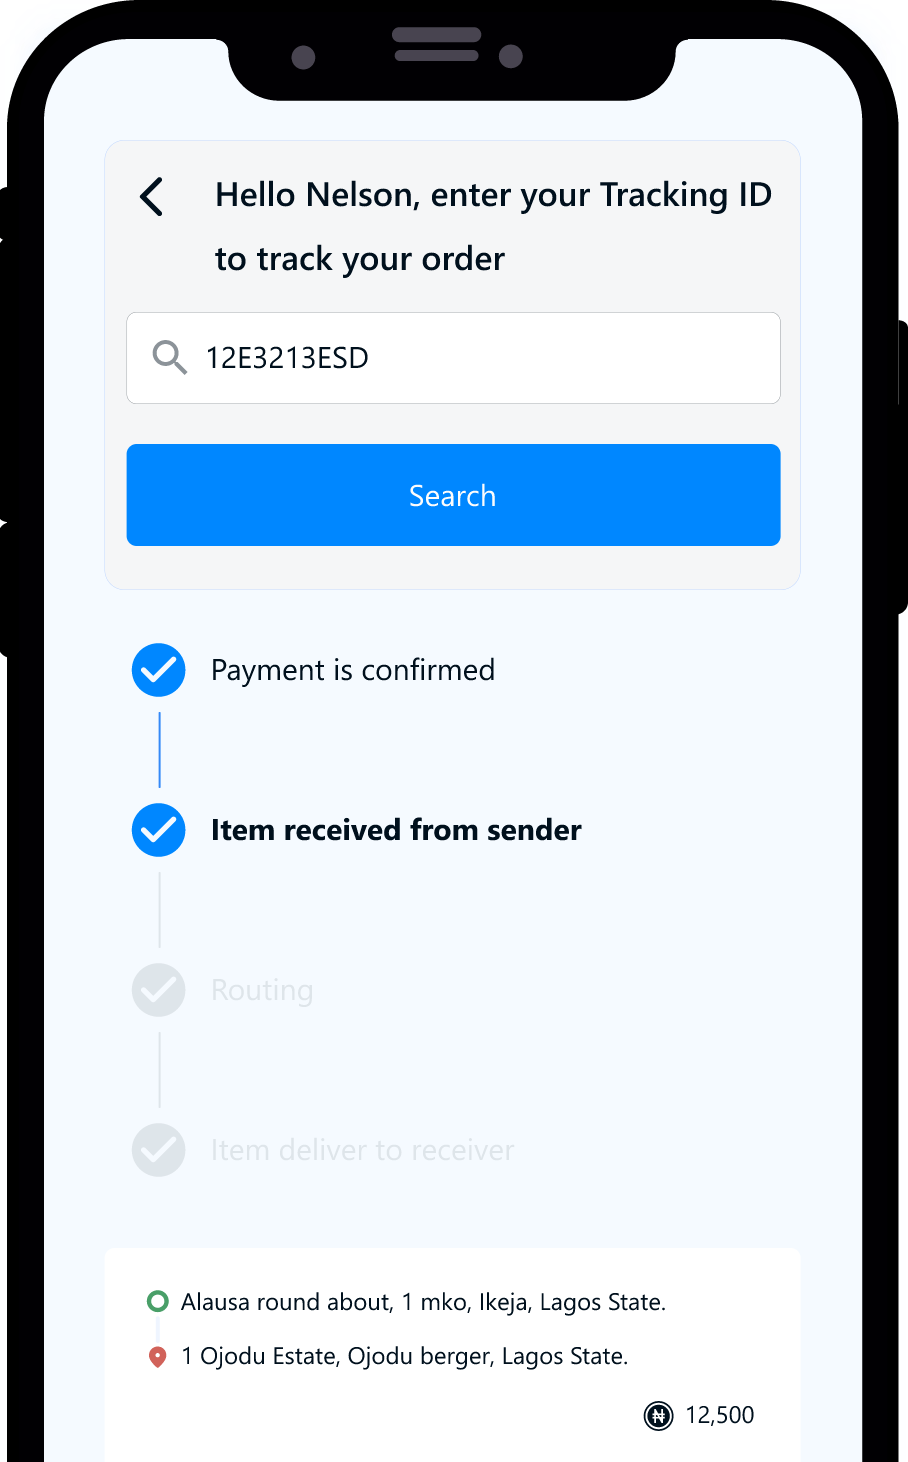 Hello Nelson, enter your Tracking ID
to track your order
12E3213ESD
Search
Payment is confirmed
Item received from sender
Routing
Item deliver to receiver
Alausa round about, 1 mko, Ikeja, Lagos State.
1 Ojodu Estate, Ojodu berger, Lagos State.
₦ 12,500